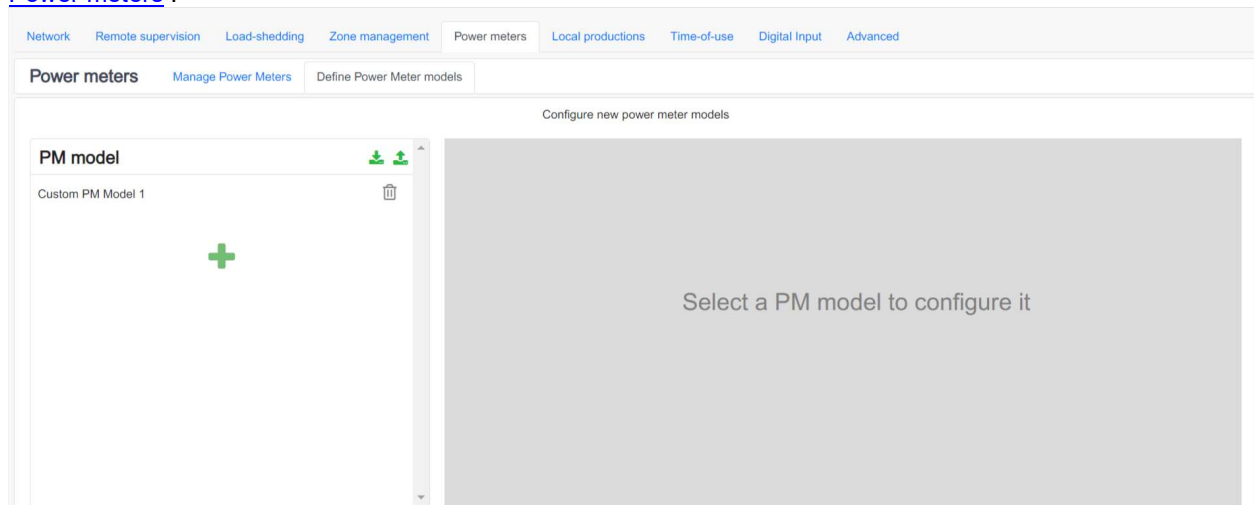 Power meters .
Network Remote supervision Load-shedding Zone management Power meters Local productions Time-of-use Digital Input Advanced
Power meters Manage Power Meters Define Power Meter models
Configure new power meter models
PM model
Custom PM Model 1
Select a PM model to configure it